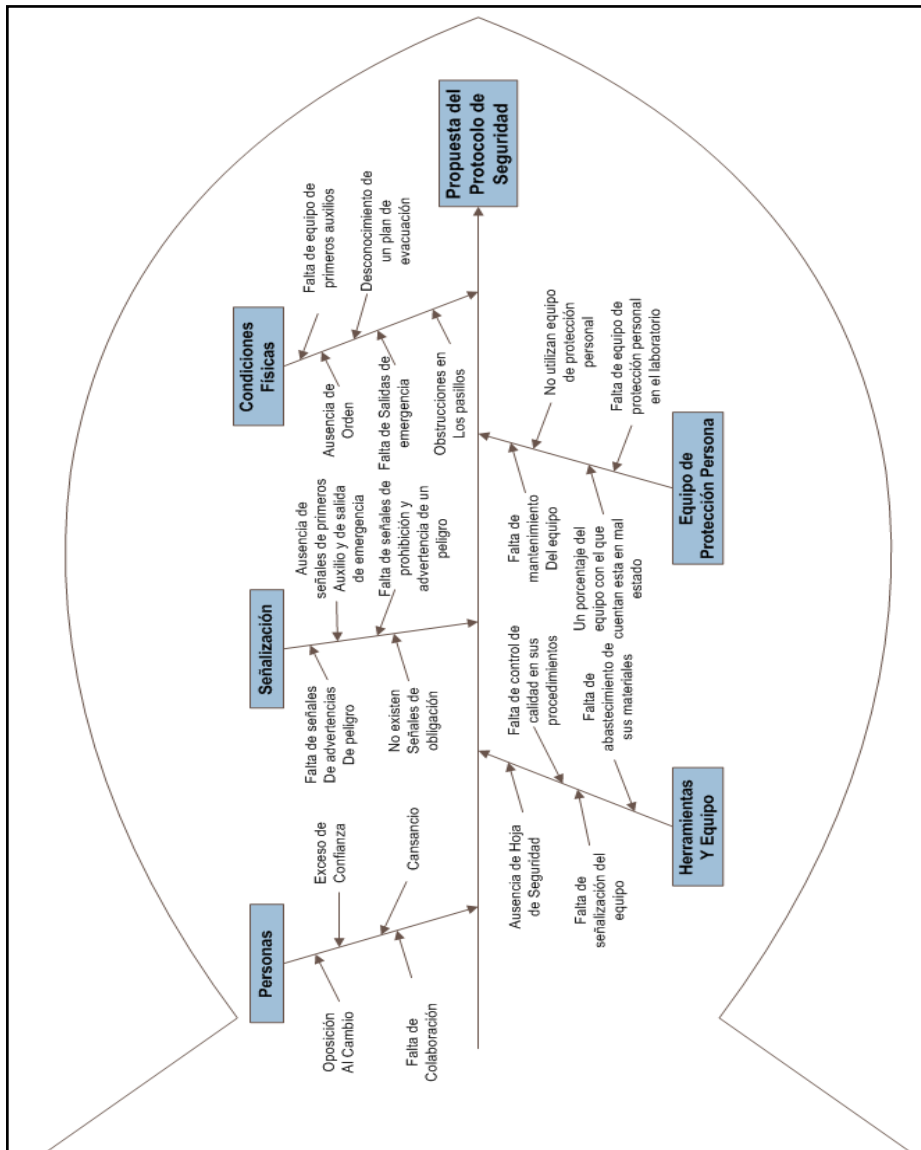 Personas
Oposición
Al Cambio
Exceso de
Confianza
Falta de
Colaboración
Cansancio
Señalización
Falta de señales
De advertencias
De peligro
Ausencia de
señales de primeros
Auxilio y de salida
de emergencia
No existen
Señales de
obligación
Falta de señales de
prohibición y
advertencia de un
peligro
Condiciones
Físicas
Falta de equipo de
primeros auxilios
Ausencia de
Orden
Desconocimiento de
un plan de
evacuación
Falta de Salidas de
emergencia
Obstrucciones en
Los pasillos
Propuesta del
Protocolo de
Seguridad
Ausencia de Hoja
de Seguridad
Falta de control de
calidad en sus
procedimientos
Falta de
señalización del
equipo
Falta de
abastecimiento de
sus materiales
Herramientas
Y Equipo
Falta de
mantenimiento
Del equipo
No utilizan equipo
de protección
personal
Un porcentaje del
equipo con el que
cuentan esta en mal
estado
Falta de equipo de
protección personal
en el laboratorio
Equipo de
Protección Persona